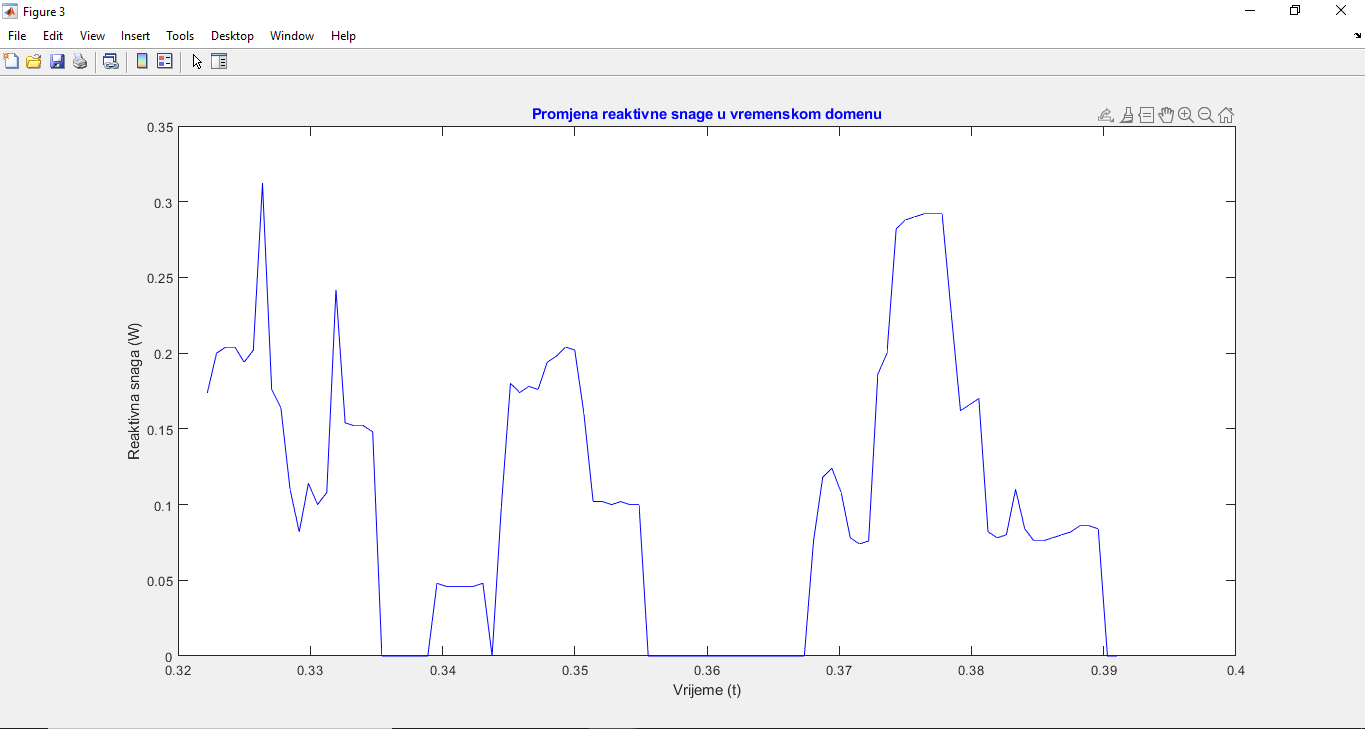 Figure 3
File Edit View Insert Tools Desktop Window Help
Promjena reaktivne snage u vremenskom domenu
0.35
0.3
0.25
0.2
0.15
0.1
0.05
0
Reaktivna snaga (W)
0.32 0.33 0.34 0.35 0.36 0.37 0.38 0.39 0.4
Vrijeme (t)